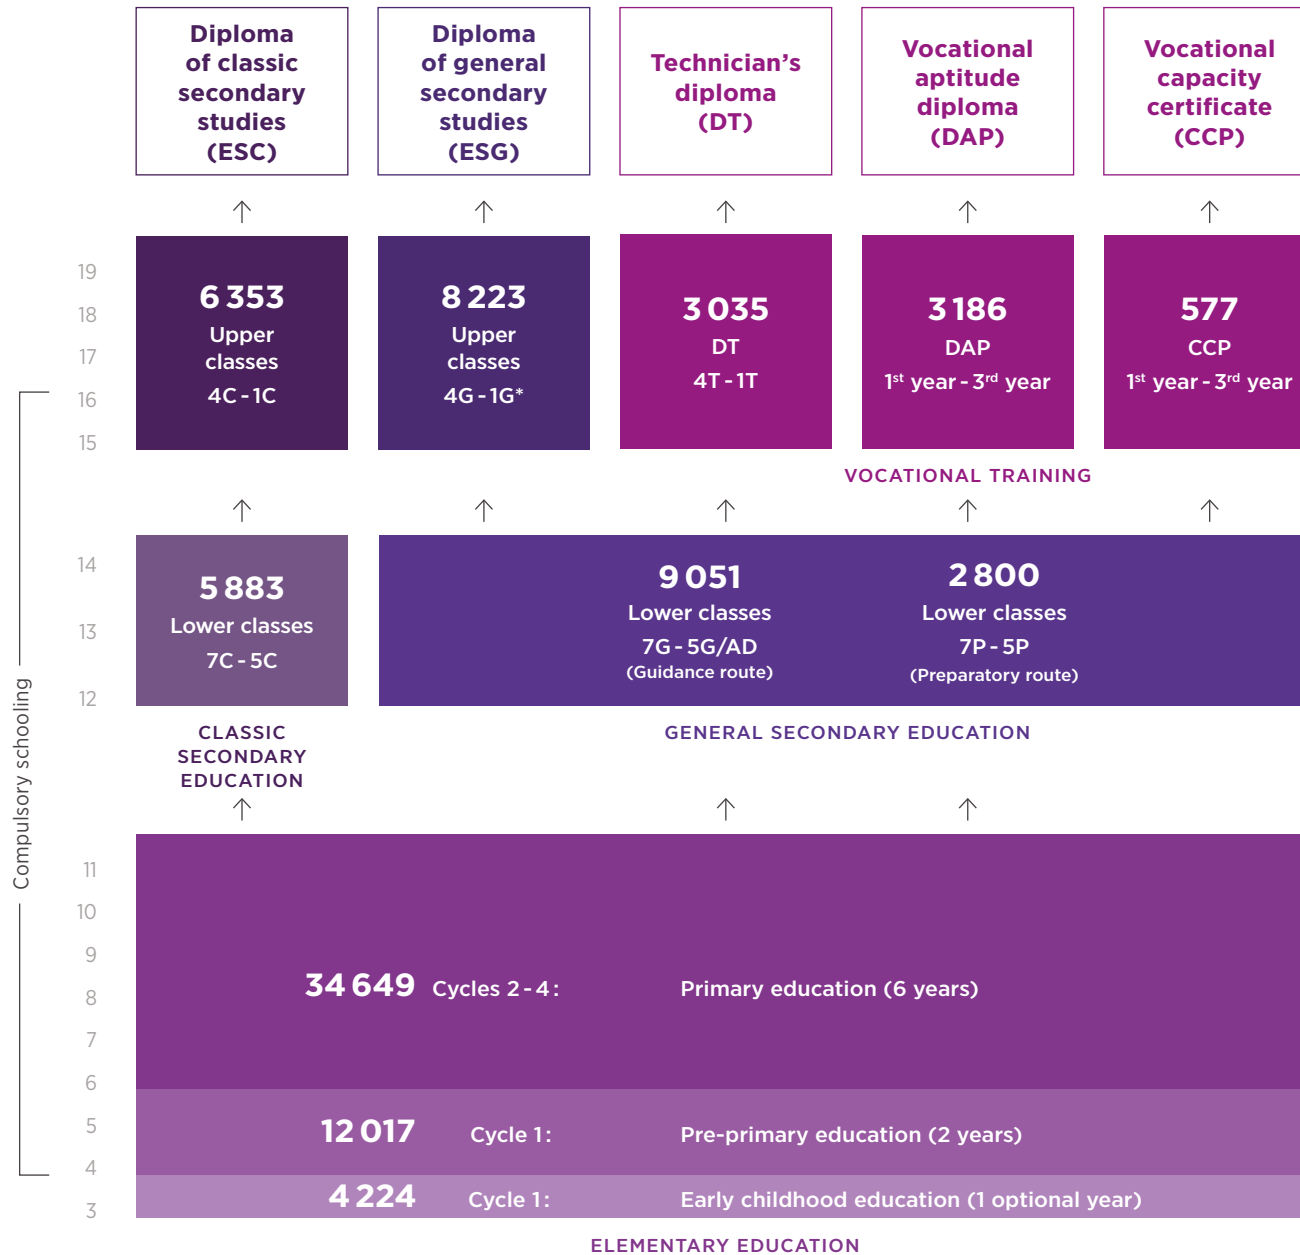 Diploma
of classic
secondary
studies
(ESC)
Diploma
of general
secondary
studies
(ESG)
Technician's
diploma
(DT)
Vocational
aptitude
diploma
(DAP)
Vocational
capacity
certificate
(CCP)
19
18
17
16
15
6 353
Upper
classes
4C - 1C
8 223
Upper
classes
4G - 1G*
3 035
DT
4T - 1T
3 186
DAP
1st year - 3rd year
577
CCP
1st year - 3rd year
VOCATIONAL TRAINING
14
13
12
5 883
Lower classes
7C - 5C
9 051
Lower classes
7G - 5G/AD
(Guidance route)
2 800
Lower classes
7P - 5P
(Preparatory route)
CLASSIC
SECONDARY
EDUCATION
GENERAL SECONDARY EDUCATION
Compulsory schooling
11
10
9
8
7
6
5
4
3
34 649 Cycles 2 - 4: Primary education (6 years)
12 017 Cycle 1: Pre-primary education (2 years)
4 224 Cycle 1: Early childhood education (1 optional year)
ELEMENTARY EDUCATION